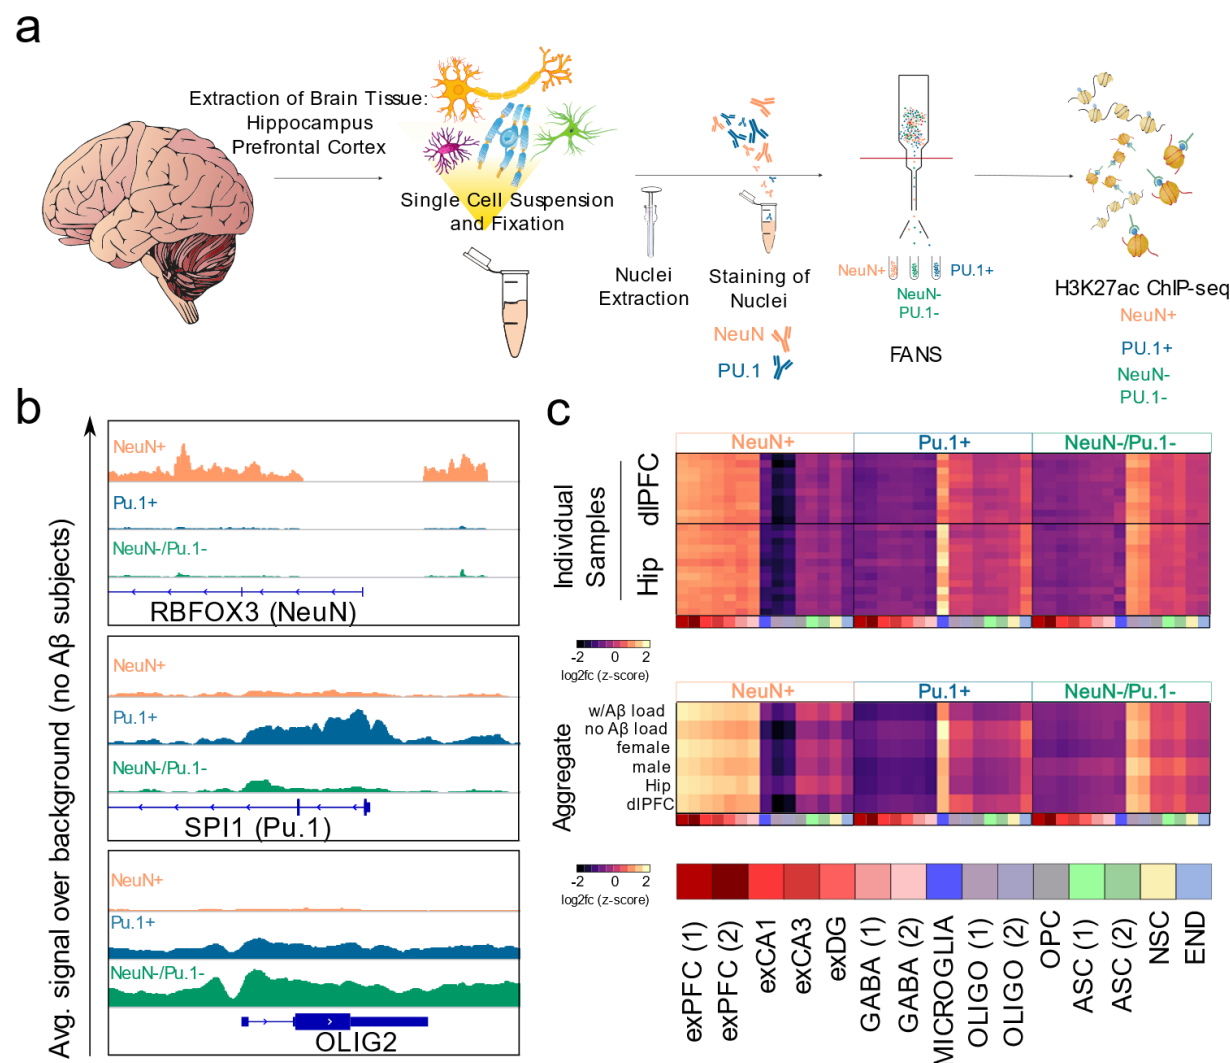 a
Extraction of Brain Tissue:
Hippocampus
Prefrontal Cortex
Single Cell Suspension
and Fixation
Nuclei
Extraction
Staining of
Nuclei
NeuN
PU.1
NeuN+
PU.1+
NeuN-
PU.1-
FANS
H3K27ac ChIP-seq
NeuN+
PU.1+
NeuN-
PU.1-
b
Avg. signal over background (no Aβ subjects)
NeuN+
Pu.1+
NeuN-/Pu.1-
RBFOX3 (NeuN)
NeuN+
Pu.1+
NeuN-/Pu.1-
SPI1 (Pu.1)
NeuN+
Pu.1+
NeuN-/Pu.1-
OLIG2
c
NeuN+
Pu.1+
NeuN-/Pu.1-
Individual
Samples
dlPFC
Hip
-2 0 2
log2fc (z-score)
NeuN+
Pu.1+
NeuN-/Pu.1-
Aggregate
w/Aβ load
no Aβ load
female
male
Hip
dlPFC
-2 0 2
log2fc (z-score)
exPFC (1)
exPFC (2)
exCA1
exCA3
exDG
GABA (1)
GABA (2)
MICROGLIA
OLIGO (1)
OLIGO (2)
OPC
ASC (1)
ASC (2)
NSC
END